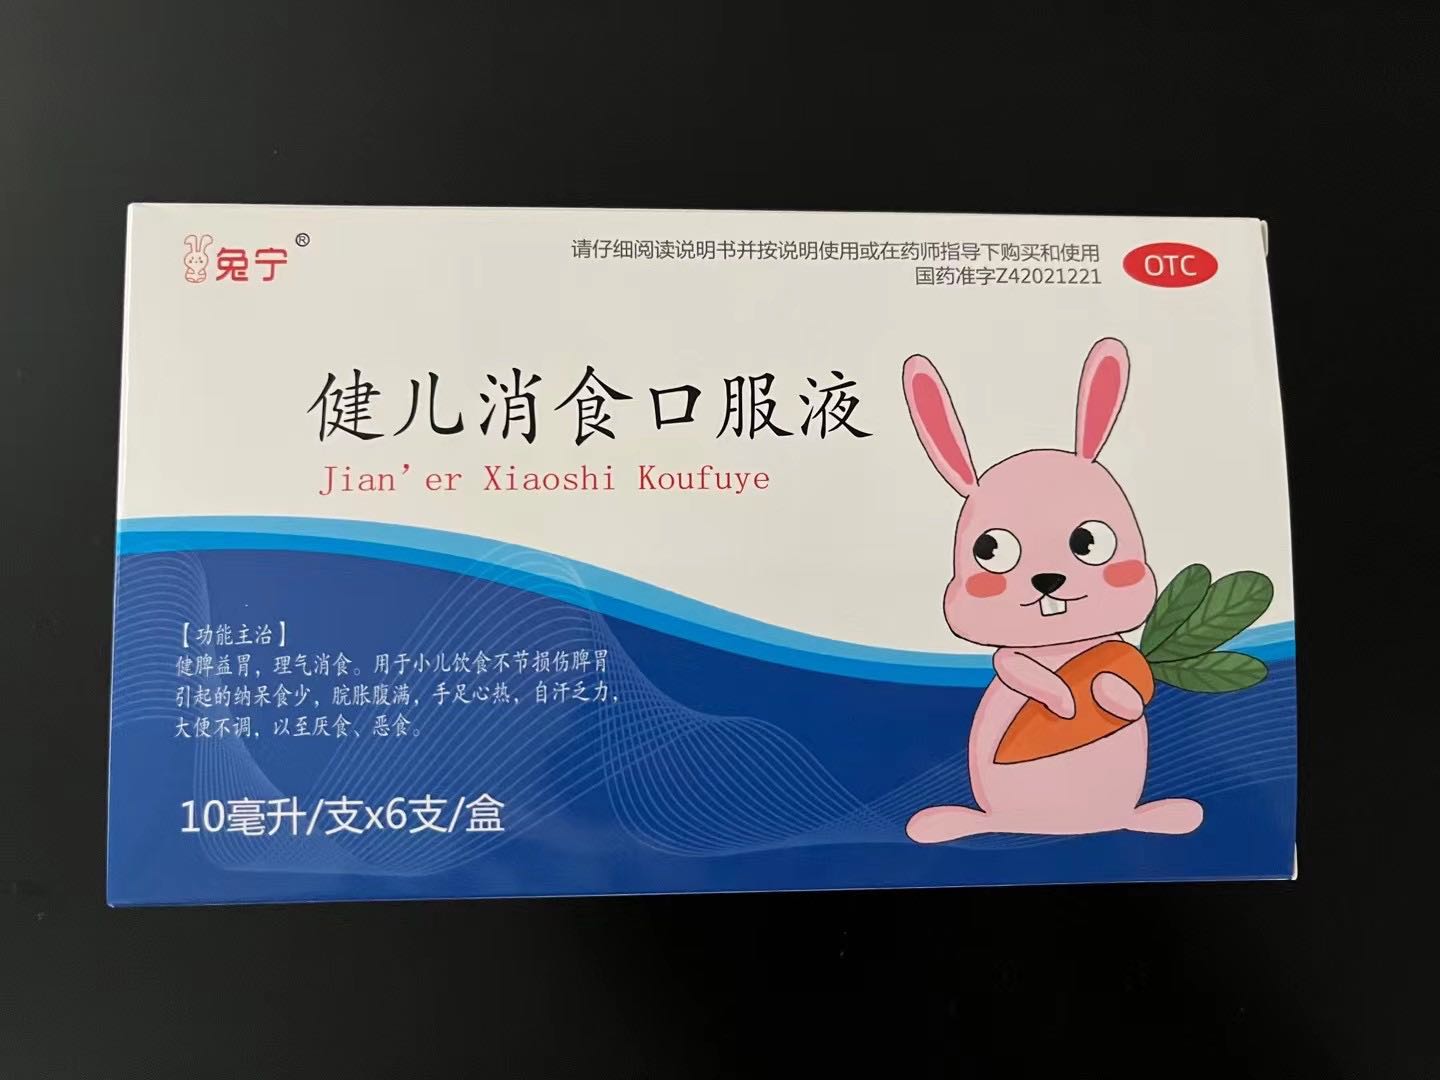 兔宁®
请仔细阅读说明书并按说明使用或在药师指导下购买和使用
国药准字Z42021221
OTC
健儿消食口服液
Jian'er Xiaoshi Koufuye
【功能主治】
健脾益胃，理气消食。用于小儿饮食不节损伤脾胃
引起的纳呆食少，脘胀腹满，手足心热，自汗乏力，
大便不调，以至厌食、恶食。
10毫升/支x6支/盒